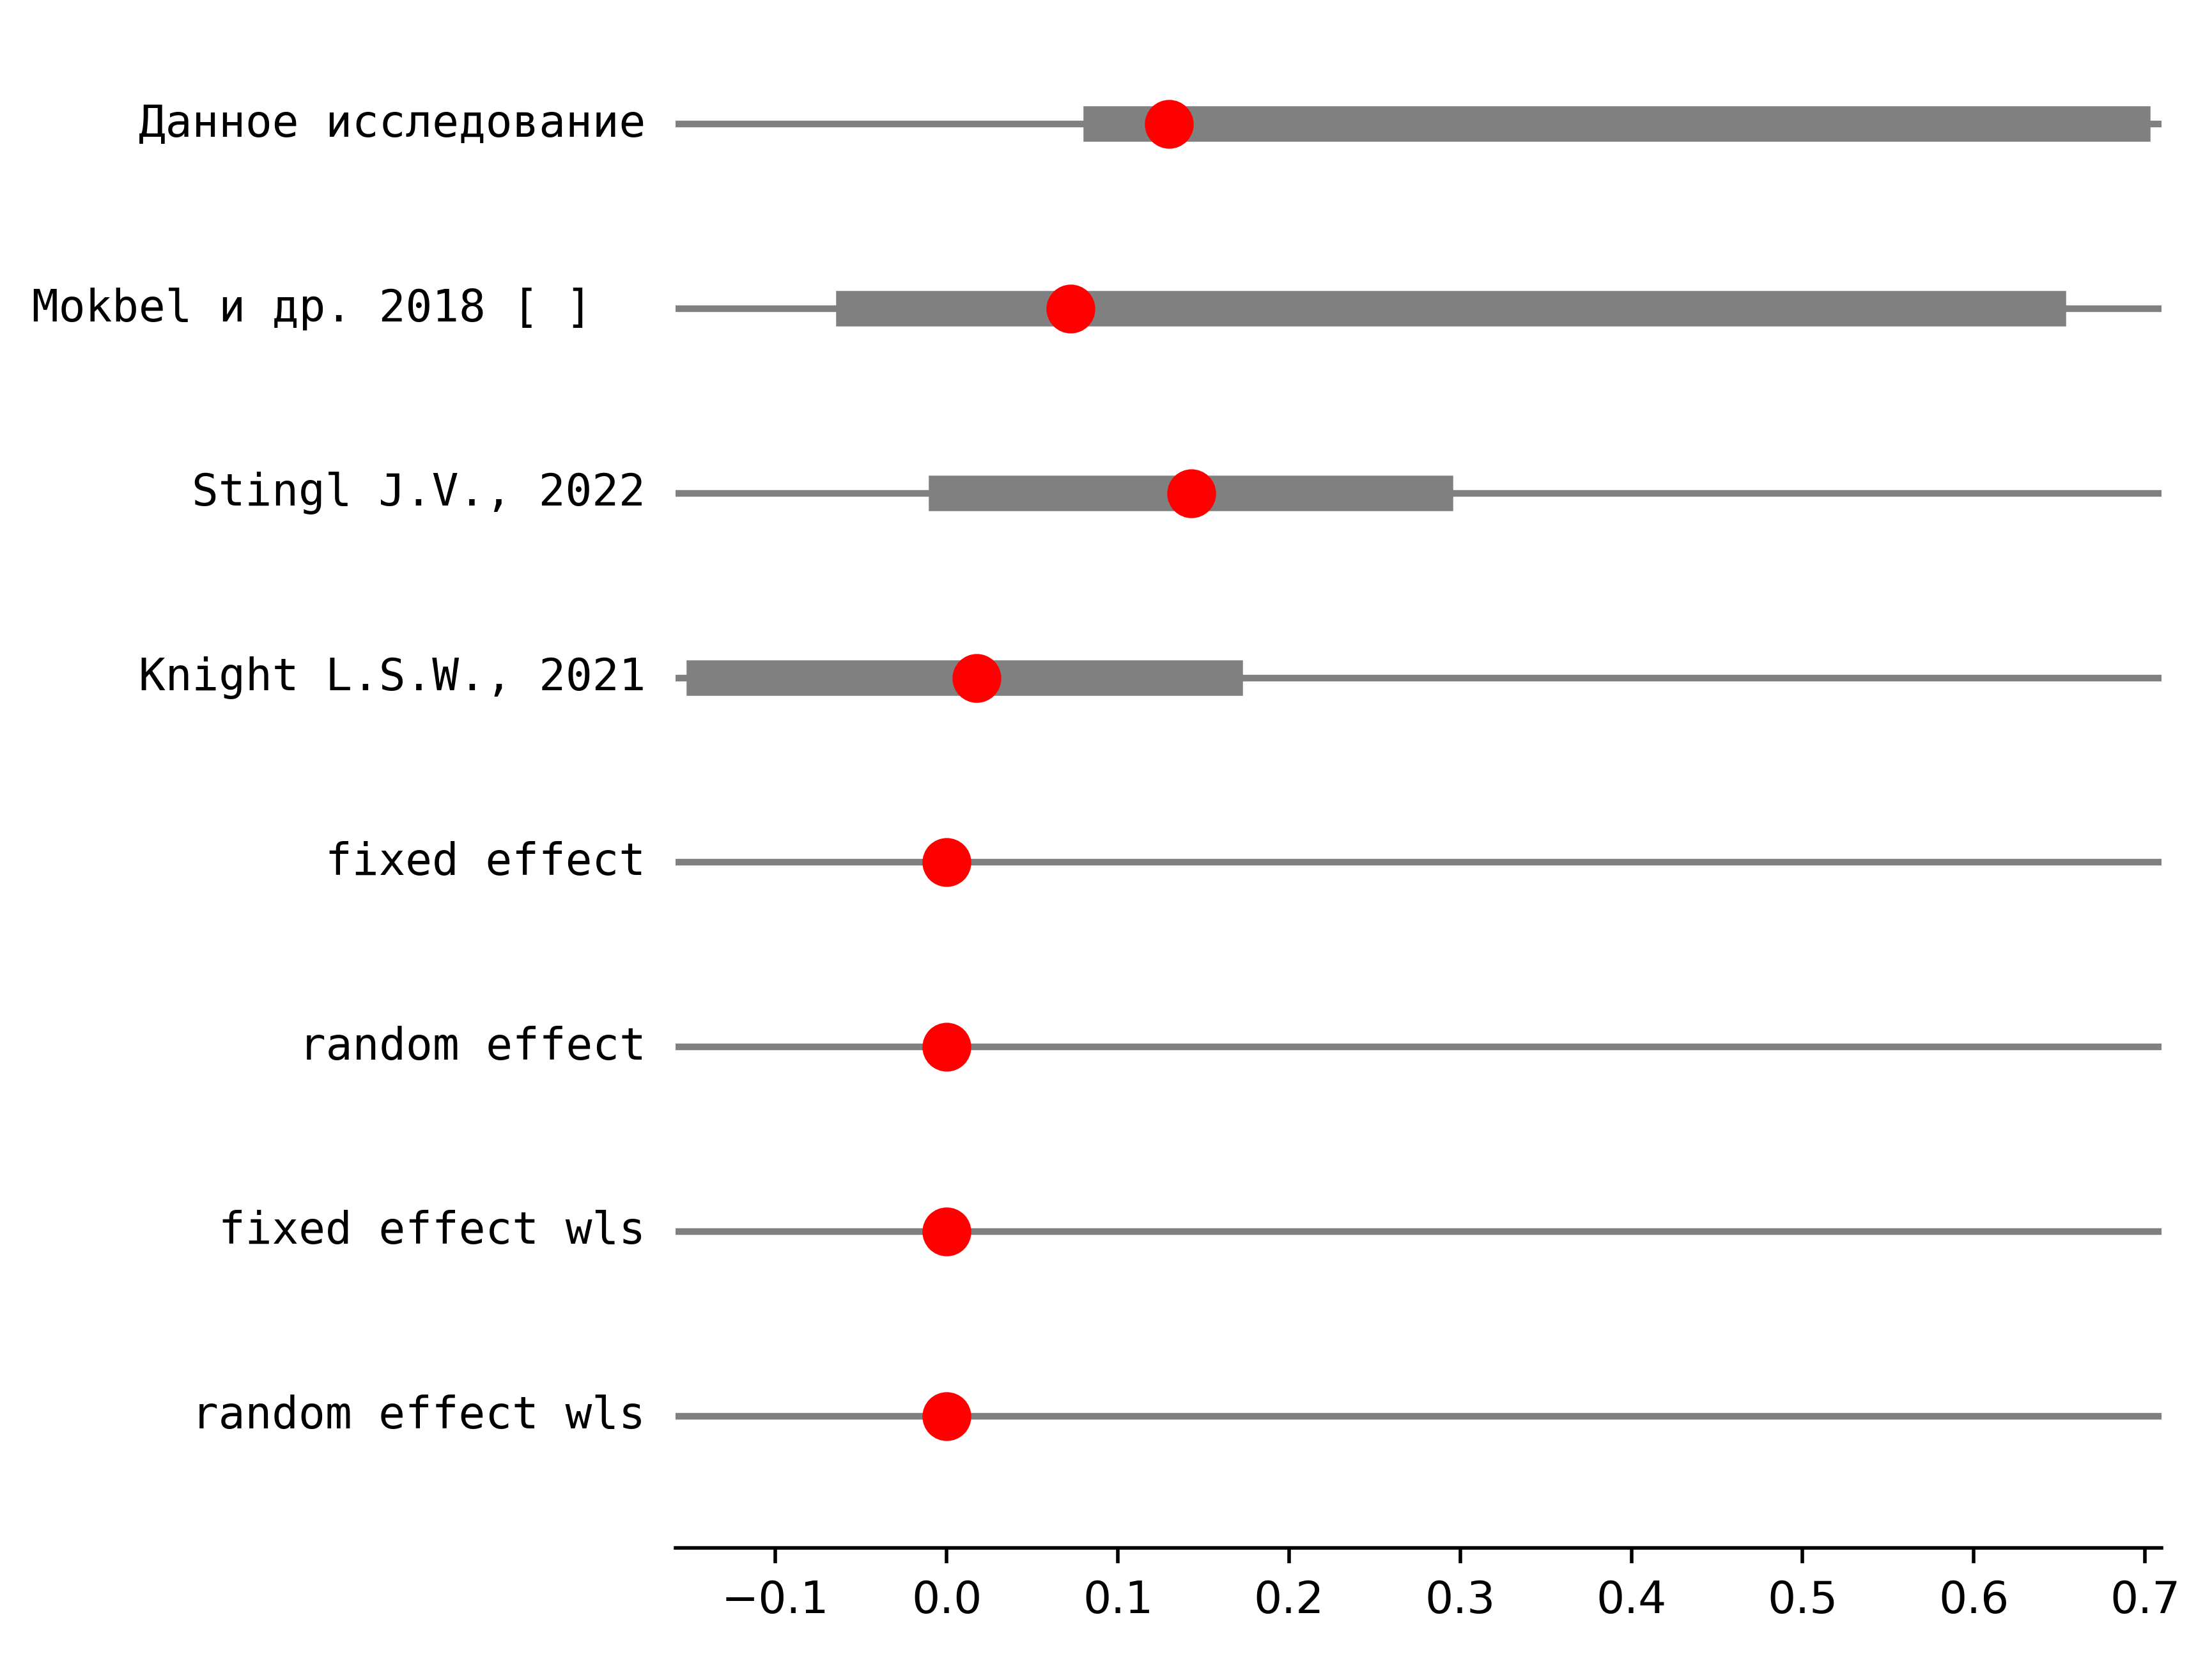 Данное исследование
Mokbel и др. 2018 [ ]
Stingl J.V., 2022
Knight L.S.W., 2021
fixed effect
random effect
fixed effect wls
random effect wls
−0.1 0.0 0.1 0.2 0.3 0.4 0.5 0.6 0.7